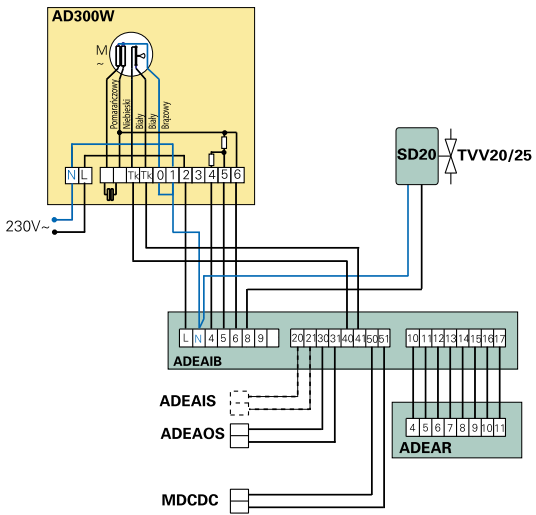 AD300W
M
~
Pomarańczowy
Niebieski
Biały
Biały
Brązowy
SD20
TVV20/25
N L Tk Tk 0 1 2 3 4 5 6
230V~
L N 4 5 6 8 9
20 21 30 31 40 41 50 51
10 11 12 13 14 15 16 17
ADEAIB
ADEAIS
ADEAOS
4 5 6 7 8 9 10 11
ADEAR
MDCDC